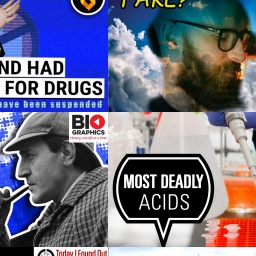 ND HAD
FOR DRUGS
have been suspended
FAKE?
BIO
GRAPHICS
MOST DEADLY
ACIDS
Today I Found Out